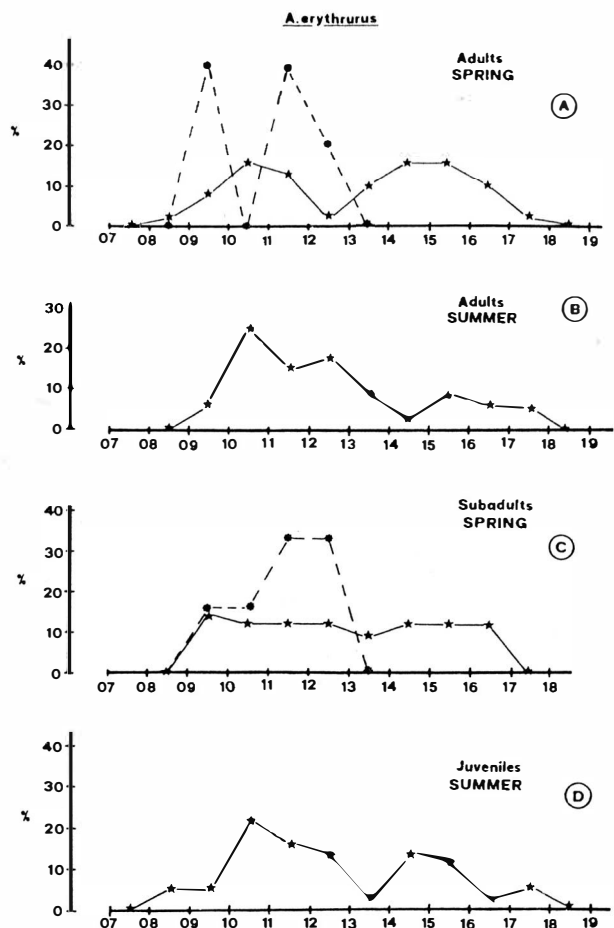 A. erythrurus
Adults
SPRING
A
40
30
%
20
10
0
07 08 09 10 11 12 13 14 15 16 17 18 19
Adults
SUMMER
B
30
20
%
10
0
07 08 09 10 11 12 13 14 15 16 17 18 19
Subadults
SPRING
C
40
30
%
20
10
0
07 08 09 10 11 12 13 14 15 16 17 18
Juveniles
SUMMER
D
40
30
%
20
10
0
07 08 09 10 11 12 13 14 15 16 17 18 19